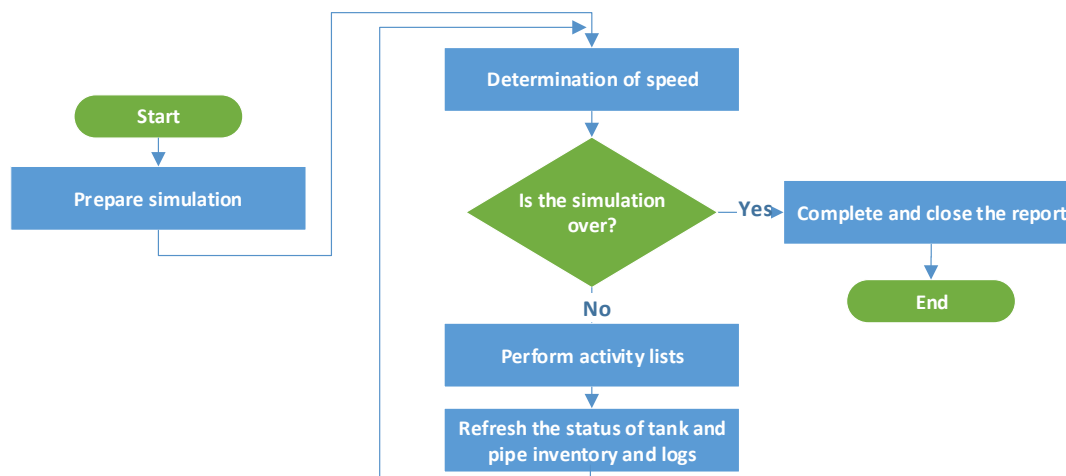 Start
Prepare simulation
Determination of speed
Is the simulation
over?
Yes
Complete and close the report
End
No
Perform activity lists
Refresh the status of tank and
pipe inventory and logs